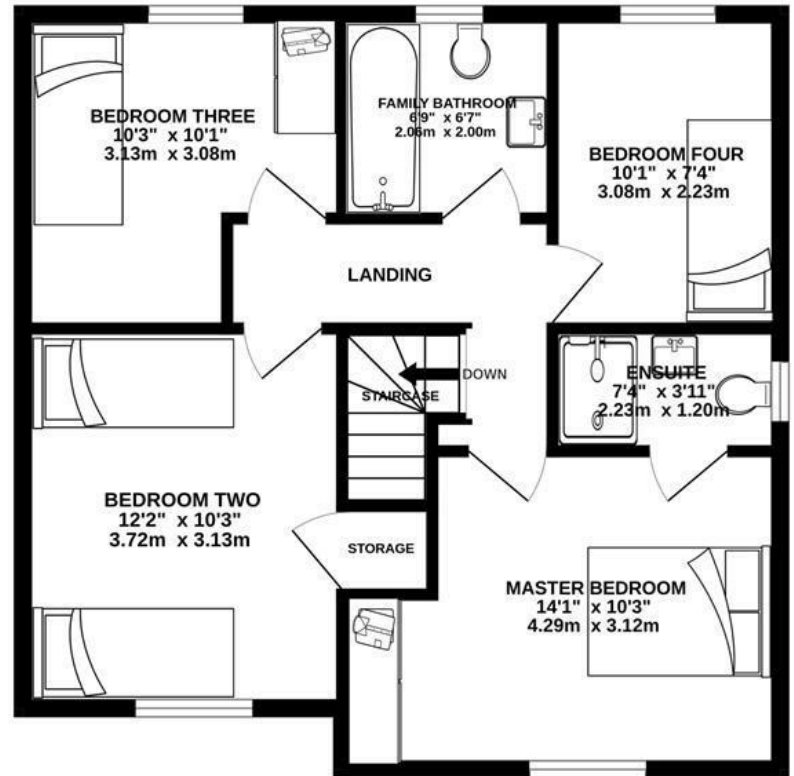 BEDROOM THREE
10'3" x 10'1"
3.13m x 3.08m
FAMILY BATHROOM
6'9" x 6'7"
2.06m x 2.00m
BEDROOM FOUR
10'1" x 7'4"
3.08m x 2.23m
LANDING
DOWN
STAIRCASE
ENSUITE
7'4" x 3'11"
2.23m x 1.20m
BEDROOM TWO
12'2" x 10'3"
3.72m x 3.13m
STORAGE
MASTER BEDROOM
14'1" x 10'3"
4.29m x 3.12m